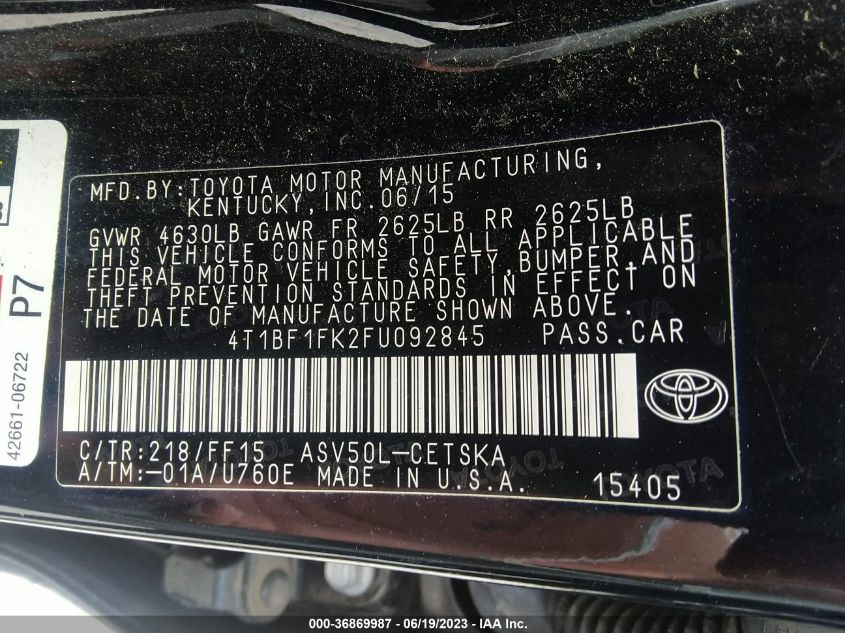 MFD.BY:TOYOTA MOTOR MANUFACTURING,
KENTUCKY, INC.06/15
GVWR 4630LB GAWR FR 2625LB RR 2625LB
THIS VEHICLE CONFORMS TO ALL APPLICABLE
FEDERAL MOTOR VEHICLE SAFETY,BUMPER,AND
THEFT PREVENTION STANDARDS IN EFFECT ON
THE DATE OF MANUFACTURE SHOWN ABOVE.
4T1BF1FK2FU092845 PASS.CAR
C/TR:218/FF15 ASV50L-CETSKA
A/TM:-01A/U760E MADE IN U.S.A. 15405
P7
42661-06722
000-36869987 - 06/19/2023 - IAA Inc.